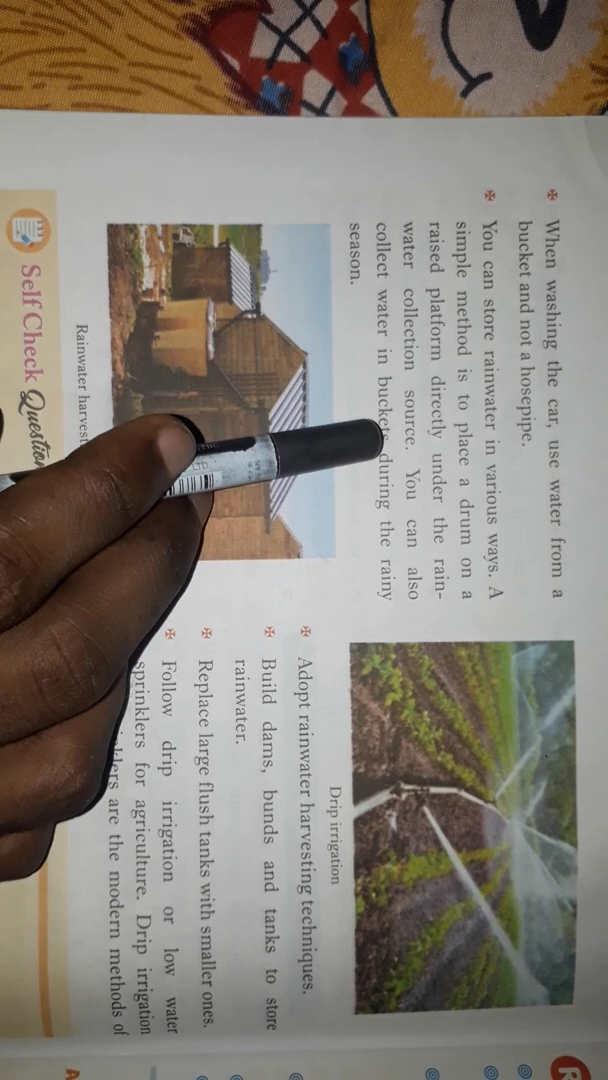 When washing the car, use water from a
bucket and not a hosepipe.
You can store rainwater in various ways. A
simple method is to place a drum on a
raised platform directly under the rain-
water collection source. You can also
collect water in buckets during the rainy
season.
Rainwater harvest
Self Check Question
Drip irrigation
Adopt rainwater harvesting techniques.
Build dams, bunds and tanks to store
rainwater.
Replace large flush tanks with smaller ones.
Follow drip irrigation or low water
sprinklers for agriculture. Drip irrigation
are the modern methods of
R
A